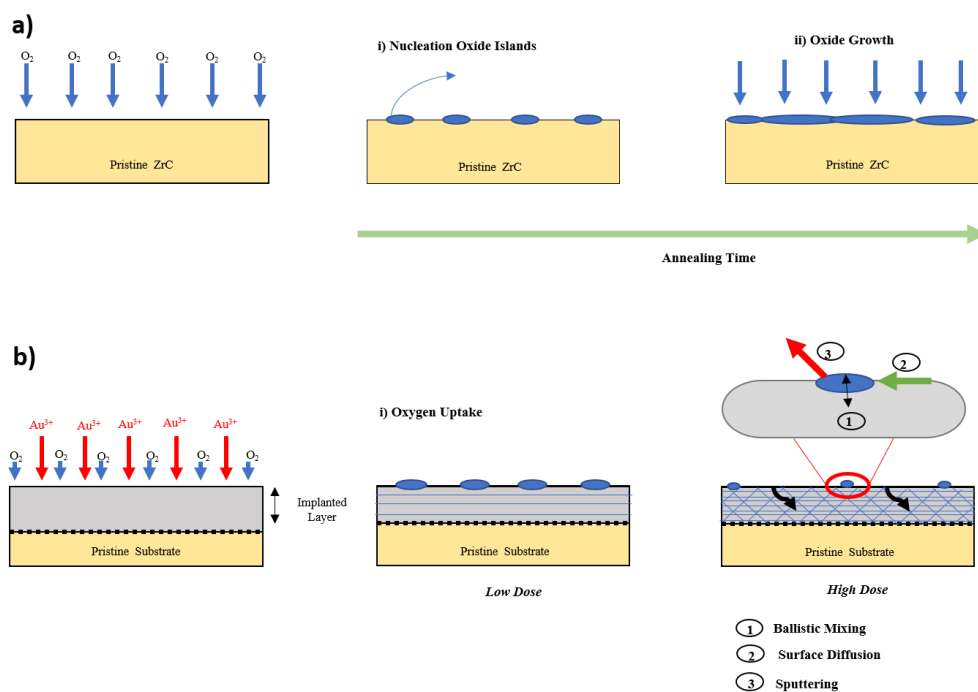 a)
O₂ O₂ O₂ O₂ O₂ O₂
i) Nucleation Oxide Islands
ii) Oxide Growth
Pristine ZrC
Pristine ZrC
Pristine ZrC
Annealing Time
b)
3
2
1
i) Oxygen Uptake
Au³⁺ Au³⁺ Au³⁺ Au³⁺ Au³⁺
O₂ O₂ O₂ O₂ O₂ O₂
Implanted
Layer
Pristine Substrate
Pristine Substrate
Pristine Substrate
Low Dose
High Dose
1 Ballistic Mixing
2 Surface Diffusion
3 Sputtering